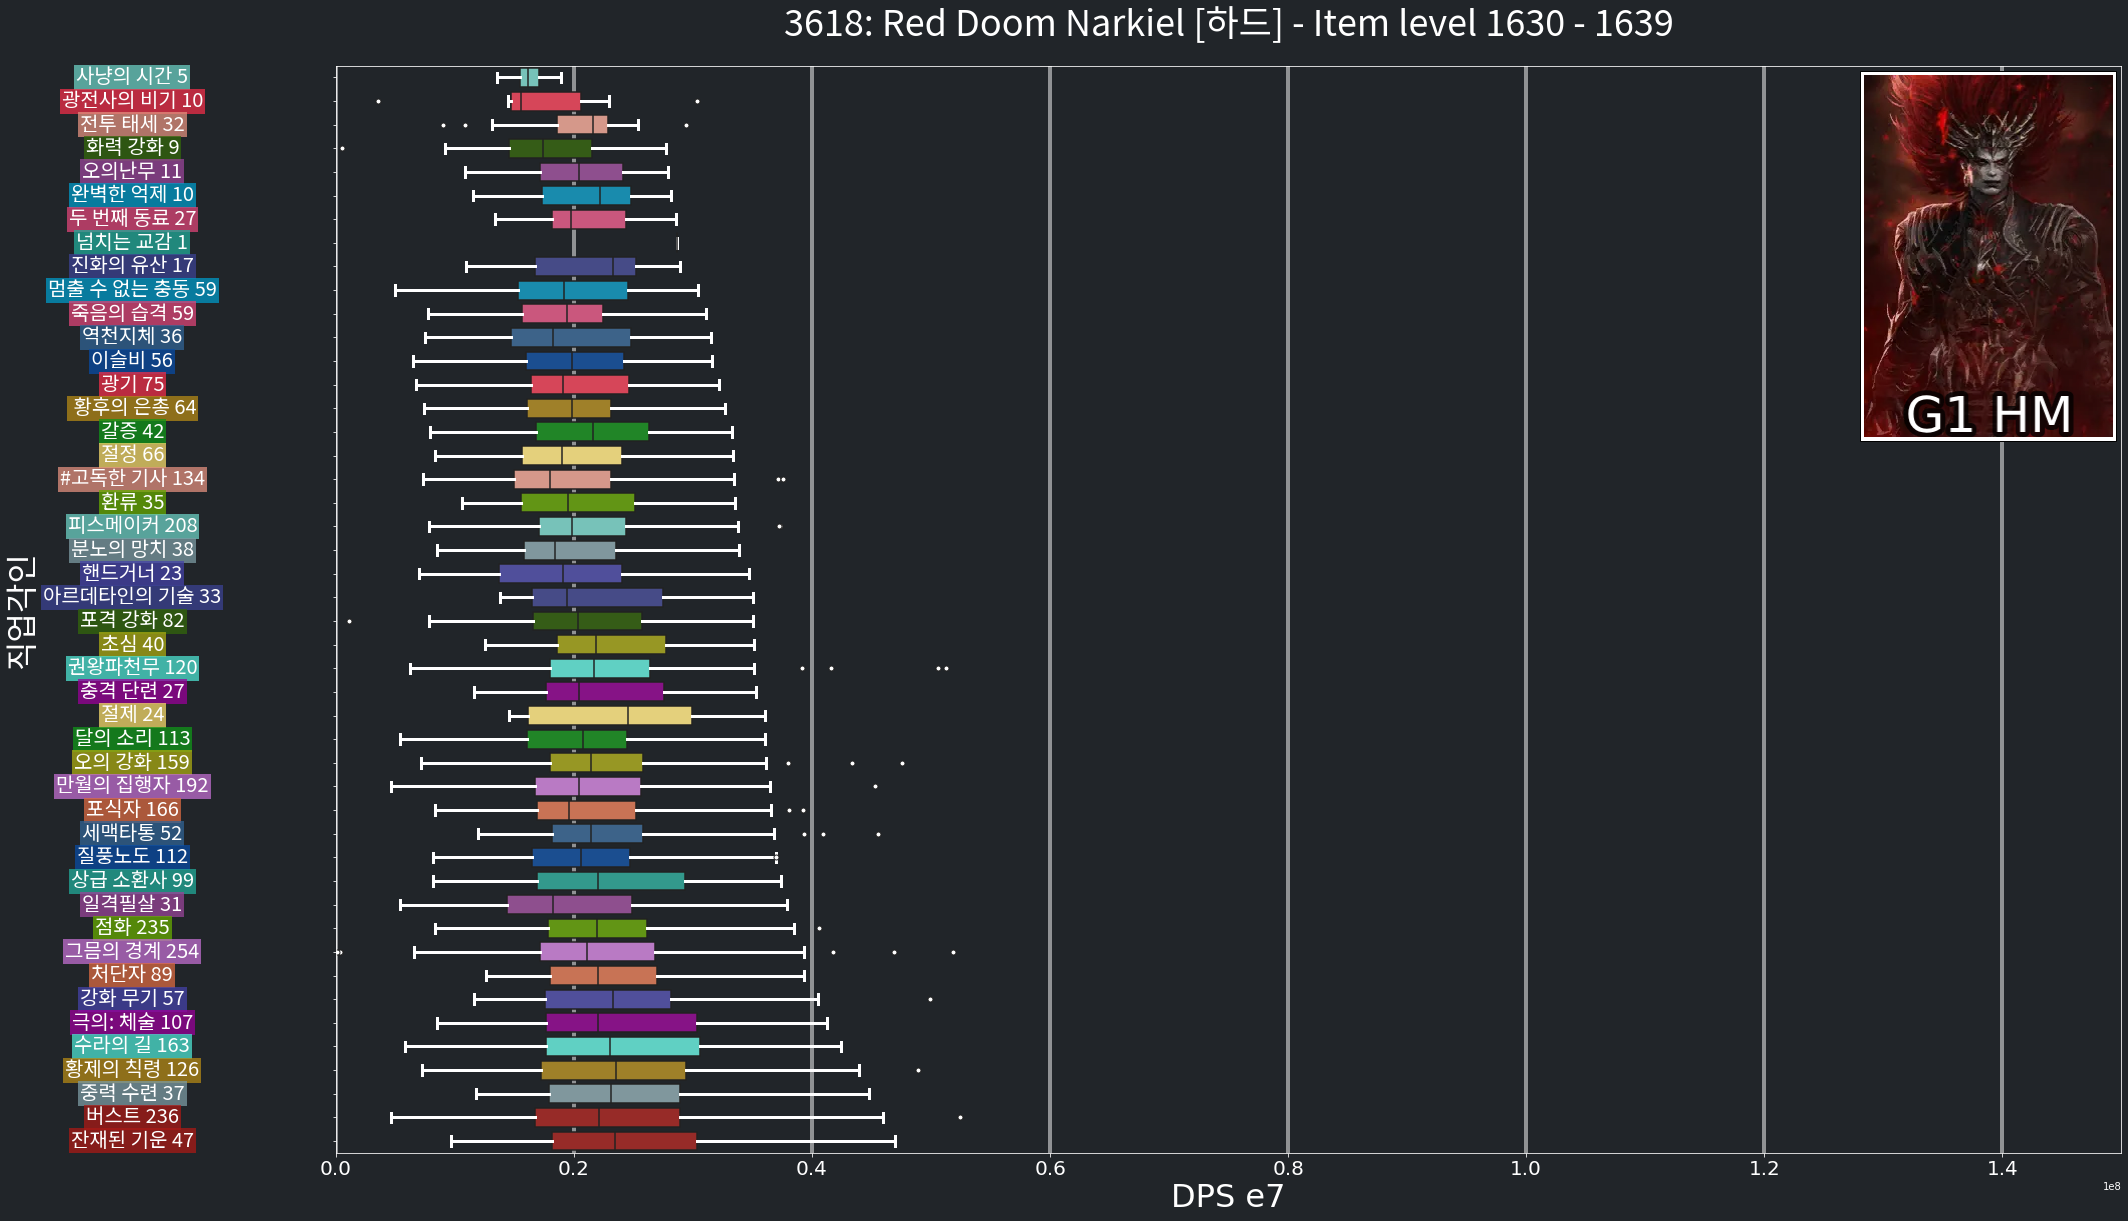 3618: Red Doom Narkiel [하드] - Item level 1630 - 1639
사냥의 시간 5
광전사의 비기 10
전투 태세 32
화력 강화 9
오의난무 11
완벽한 억제 10
두 번째 동료 27
넘치는 교감 1
진화의 유산 17
멈출 수 없는 충동 59
죽음의 습격 59
역천지체 36
이슬비 56
광기 75
황후의 은총 64
갈증 42
절정 66
#고독한 기사 134
환류 35
피스메이커 208
분노의 망치 38
핸드거너 23
아르데타인의 기술 33
포격 강화 82
초심 40
권왕파천무 120
충격 단련 27
절제 24
달의 소리 113
오의 강화 159
만월의 집행자 192
포식자 166
세맥타통 52
질풍노도 112
상급 소환사 99
일격필살 31
점화 235
그믐의 경계 254
처단자 89
강화 무기 57
극의: 체술 107
수라의 길 163
황제의 칙령 126
중력 수련 37
버스트 236
잔재된 기운 47
직업각인
G1 HM
0.0 0.2 0.4 0.6 0.8 1.0 1.2 1.4
1e8
DPS e7